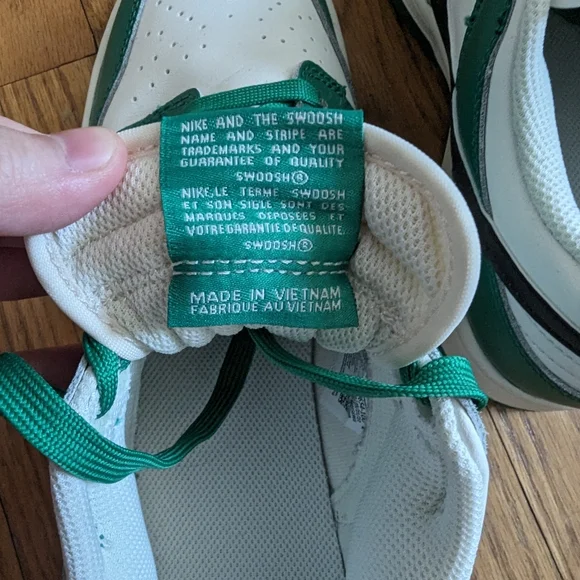 NIKE AND THE SWOOSH
NAME AND STRIPE ARE
TRADEMARKS AND YOUR
GUARANTEE OF QUALITY
SWOOSH®
NIKE,LE TERME SWOOSH
ET SON SIGLE SONT DES
MARQUES DEPOSEES ET
VOTRE GARANTIE DE QUALITE.
SWOOSH®
MADE IN VIETNAM
FABRIQUE AU VIETNAM